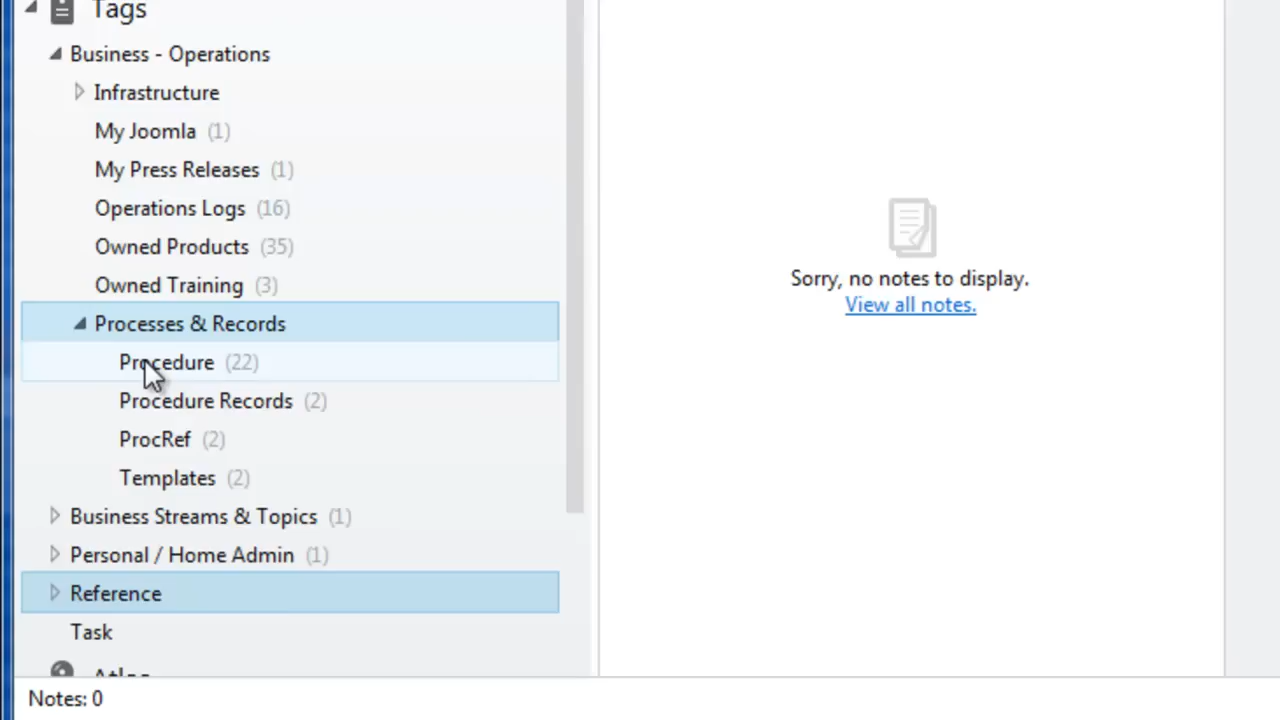 Tags
Business - Operations
Infrastructure
My Joomla (1)
My Press Releases (1)
Operations Logs (16)
Owned Products (35)
Owned Training (3)
Processes & Records
Procedure (22)
Procedure Records (2)
ProcRef (2)
Templates (2)
Business Streams & Topics (1)
Personal / Home Admin (1)
Reference
Task
Atlas
Notes: 0
Sorry, no notes to display.
View all notes.